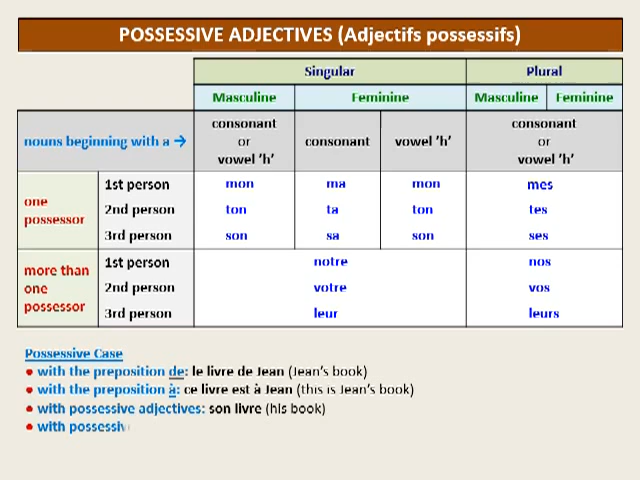 POSSESSIVE ADJECTIVES (Adjectifs possessifs)
Singular Plural
Masculine Feminine Masculine Feminine
nouns beginning with a → consonant or vowel 'h' consonant vowel 'h' consonant or vowel 'h'
one possessor
1st person mon ma mon mes
2nd person ton ta ton tes
3rd person son sa son ses
more than one possessor
1st person notre nos
2nd person votre vos
3rd person leur leurs
Possessive Case
• with the preposition de: le livre de Jean (Jean's book)
• with the preposition à: ce livre est à Jean (this is Jean's book)
• with possessive adjectives: son livre (his book)
• with possessiv